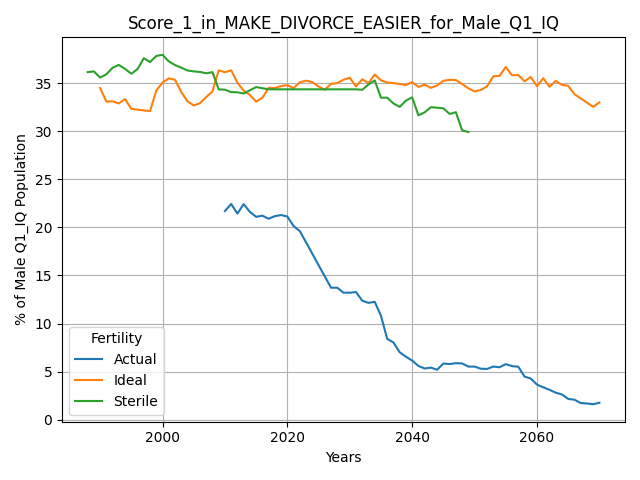 Score_1_in_MAKE_DIVORCE_EASIER_for_Male_Q1_IQ
% of Male Q1_IQ Population
35
30
25
20
15
10
5
0
Fertility
Actual
Ideal
Sterile
2000
2020
2040
2060
Years